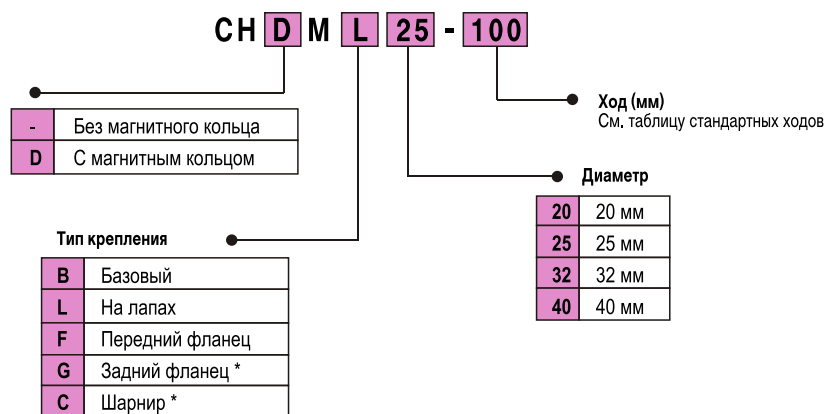 CH D M L 25 - 100
Ход (мм)
См. таблицу стандартных ходов
- Без магнитного кольца
D С магнитным кольцом
Диаметр
20 20 мм
25 25 мм
32 32 мм
40 40 мм
Тип крепления
B Базовый
L На лапах
F Передний фланец
G Задний фланец *
C Шарнир *